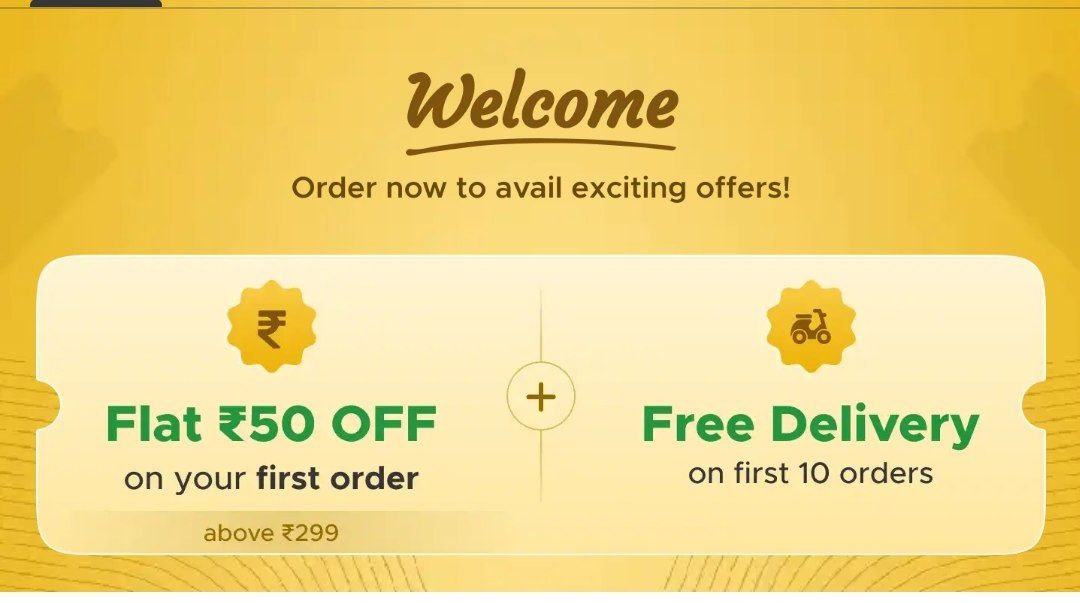 Welcome
Order now to avail exciting offers!
₹
Flat ₹50 OFF
on your first order
above ₹299
+
Free Delivery
on first 10 orders